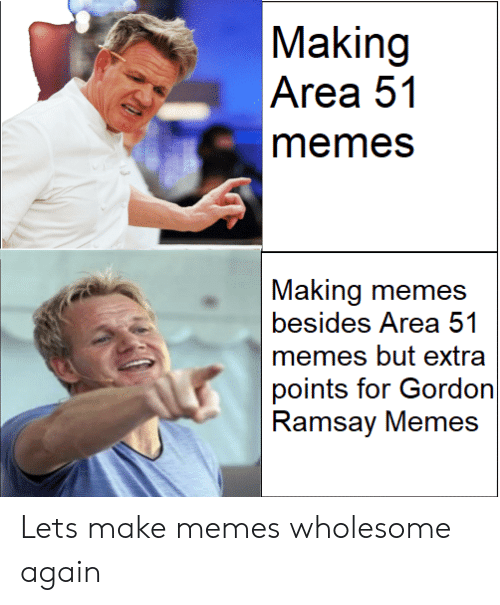 Making
Area 51
memes
Making memes
besides Area 51
memes but extra
points for Gordon
Ramsay Memes
Lets make memes wholesome
again